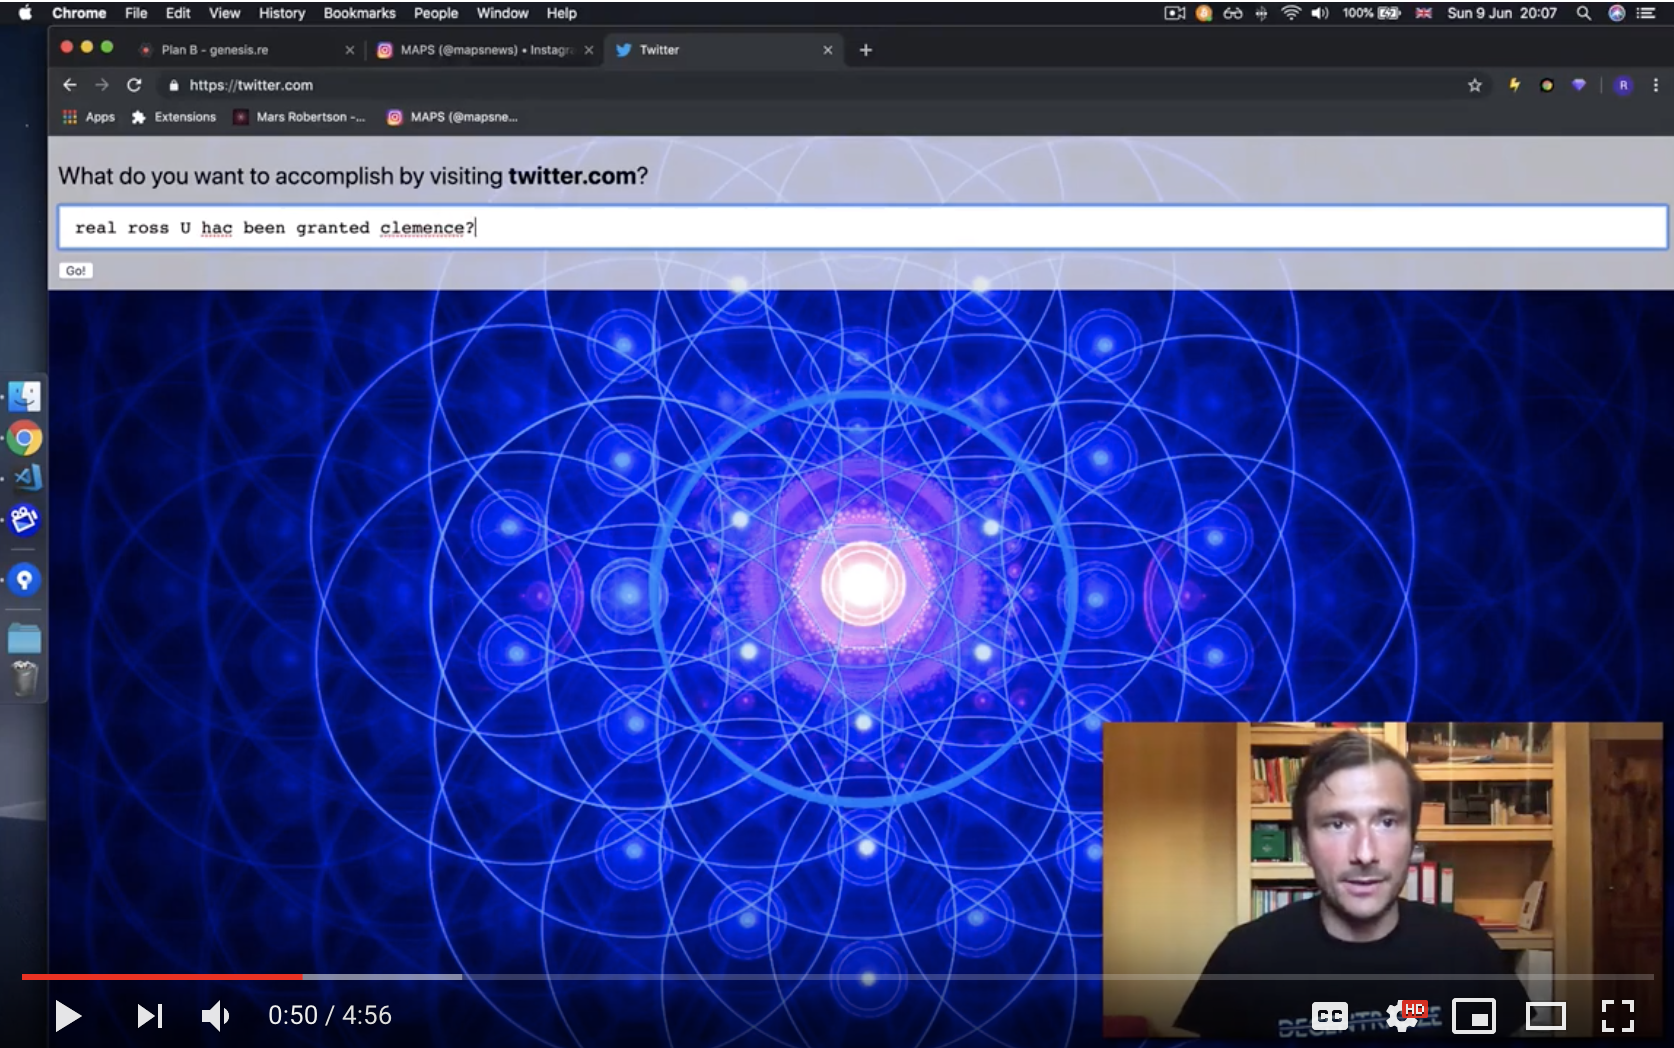 Chrome File Edit View History Bookmarks People Window Help 100% Sun 9 Jun 20:07
Plan B - genesis.re MAPS (@mapsnews) • Instagra Twitter
https://twitter.com R
Apps Extensions Mars Robertson -... MAPS (@mapsne...
What do you want to accomplish by visiting twitter.com?
real ross U hac been granted clemence?
Go!
0:50 / 4:56 CC HD